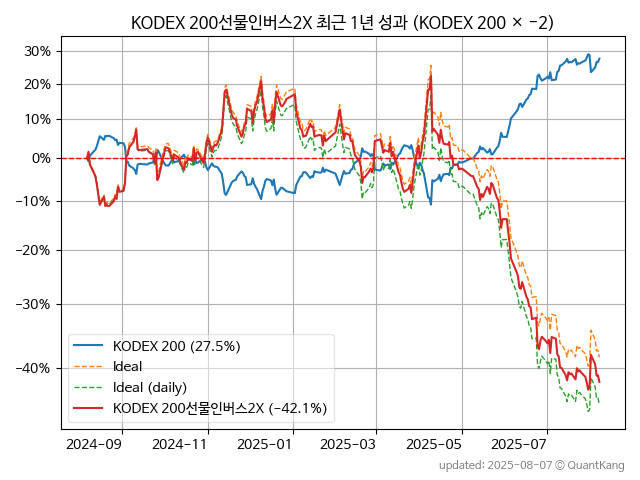 KODEX 200선물인버스2X 최근 1년 성과 (KODEX 200 × −2)
30%
20%
10%
0%
−10%
−20%
−30%
−40%
KODEX 200 (27.5%)
Ideal
Ideal (daily)
KODEX 200선물인버스2X (−42.1%)
2024-09
2024-11
2025-01
2025-03
2025-05
2025-07
updated: 2025-08-07 © QuantKang